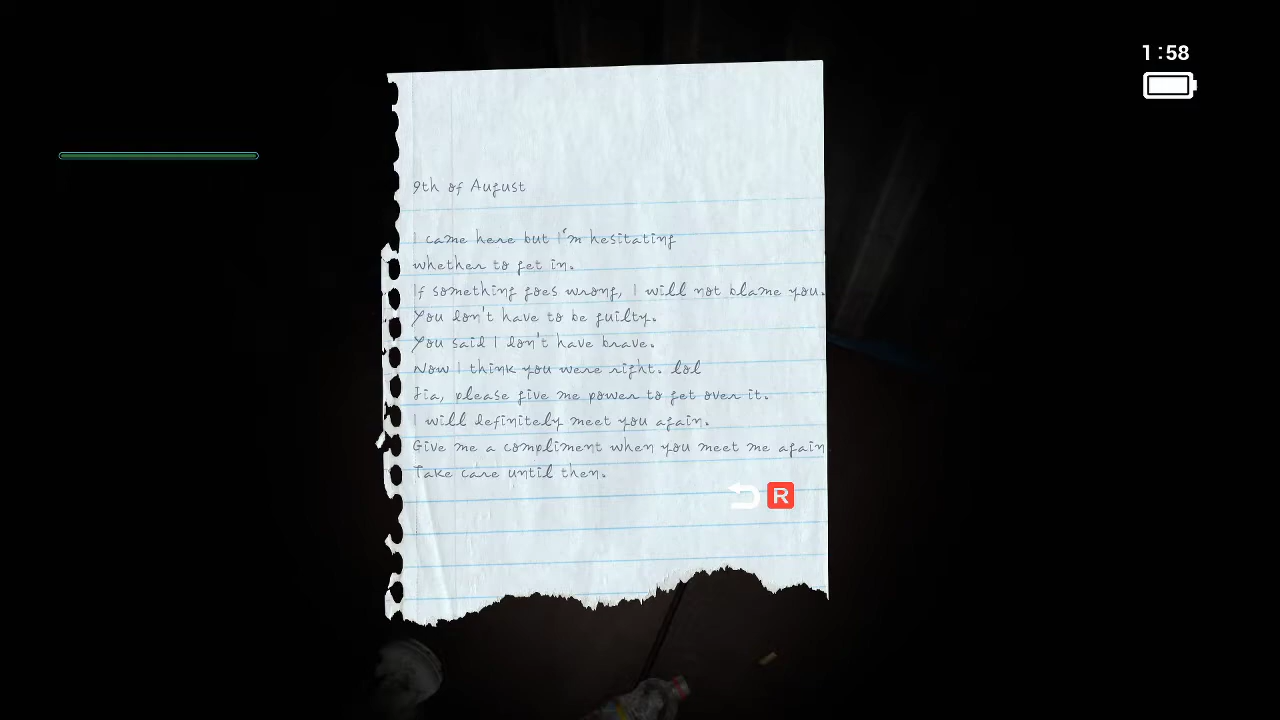 1:58
9th of August
I came here but I'm hesitating
whether to get in.
If something goes wrong, I will not blame you.
You don't have to be guilty.
You said I don't have brave.
Now I think you were right. lol
Jia, please give me power to get over it.
I will definitely meet you again.
Give me a compliment when you meet me again
Take care until then.
R